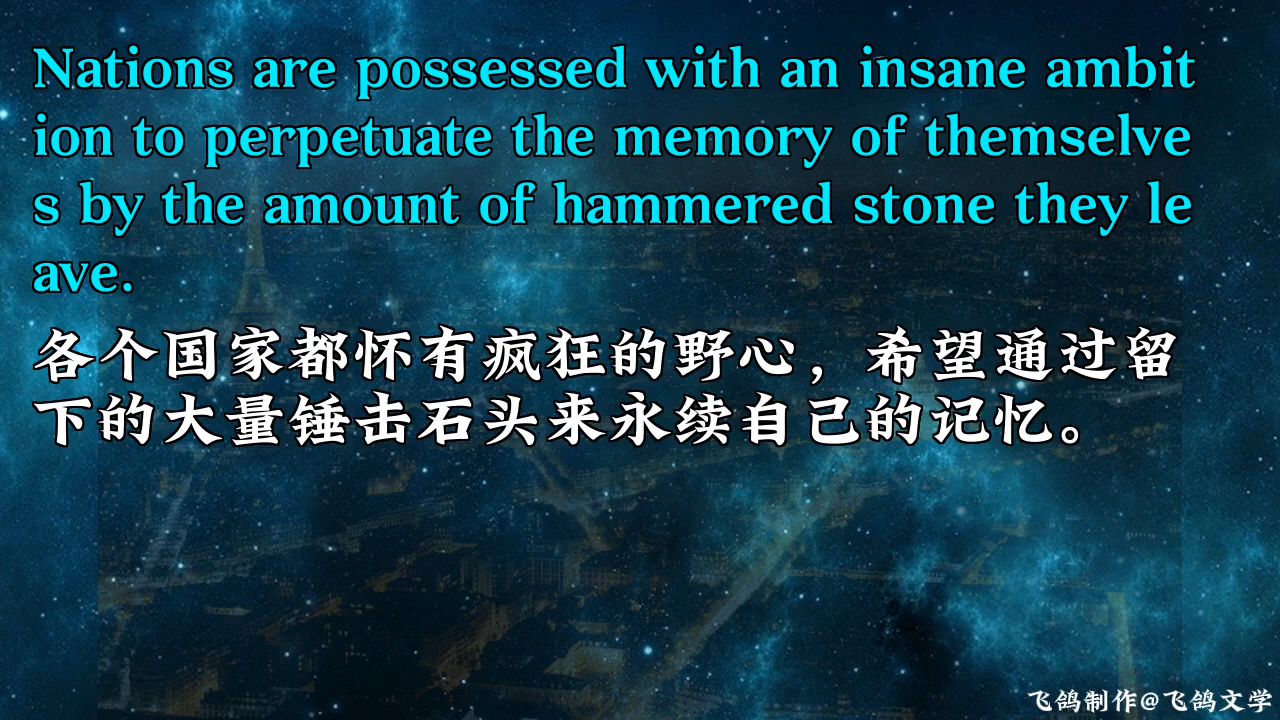 Nations are possessed with an insane ambit
ion to perpetuate the memory of themselve
s by the amount of hammered stone they le
ave.
各个国家都怀有疯狂的野心，希望通过留
下的大量锤击石头来永续自己的记忆。
飞鸽制作@飞鸽文学